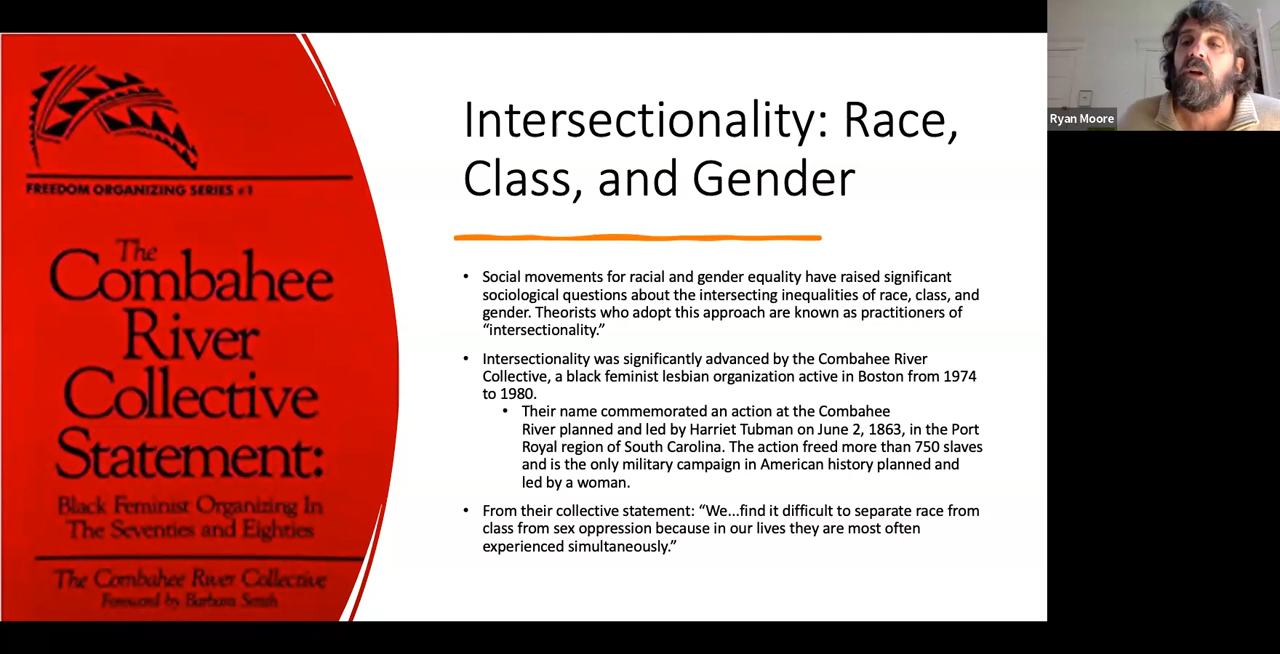 FREEDOM ORGANIZING SERIES #1
The
Combahee
River
Collective
Statement:
Black Feminist Organizing In
The Seventies and Eighties
The Combahee River Collective
Foreword by Barbara Smith
Intersectionality: Race,
Class, and Gender
• Social movements for racial and gender equality have raised significant
sociological questions about the intersecting inequalities of race, class, and
gender. Theorists who adopt this approach are known as practitioners of
“intersectionality.”
• Intersectionality was significantly advanced by the Combahee River
Collective, a black feminist lesbian organization active in Boston from 1974
to 1980.
• Their name commemorated an action at the Combahee
River planned and led by Harriet Tubman on June 2, 1863, in the Port
Royal region of South Carolina. The action freed more than 750 slaves
and is the only military campaign in American history planned and
led by a woman.
• From their collective statement: “We...find it difficult to separate race from
class from sex oppression because in our lives they are most often
experienced simultaneously.”
Ryan Moore